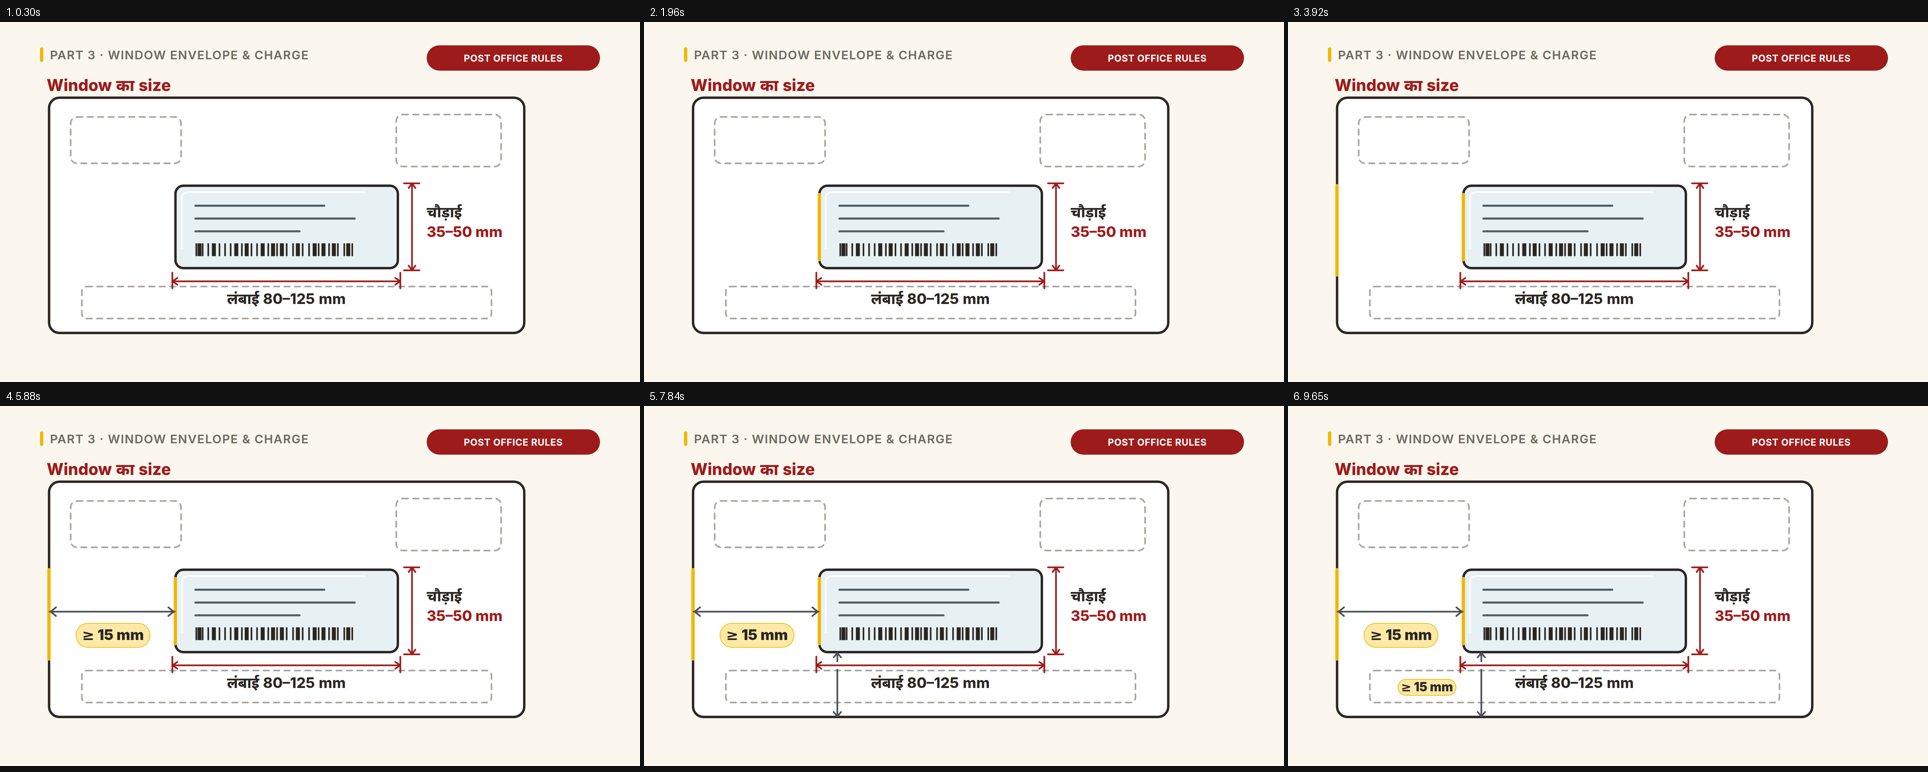 1. 0.30s
PART 3 · WINDOW ENVELOPE & CHARGE
POST OFFICE RULES
Window का size
चौड़ाई
35–50 mm
लंबाई 80–125 mm
2. 1.96s
PART 3 · WINDOW ENVELOPE & CHARGE
POST OFFICE RULES
Window का size
चौड़ाई
35–50 mm
लंबाई 80–125 mm
3. 3.92s
PART 3 · WINDOW ENVELOPE & CHARGE
POST OFFICE RULES
Window का size
चौड़ाई
35–50 mm
लंबाई 80–125 mm
4. 5.88s
PART 3 · WINDOW ENVELOPE & CHARGE
POST OFFICE RULES
Window का size
चौड़ाई
35–50 mm
≥ 15 mm
लंबाई 80–125 mm
5. 7.84s
PART 3 · WINDOW ENVELOPE & CHARGE
POST OFFICE RULES
Window का size
चौड़ाई
35–50 mm
≥ 15 mm
लंबाई 80–125 mm
6. 9.65s
PART 3 · WINDOW ENVELOPE & CHARGE
POST OFFICE RULES
Window का size
चौड़ाई
35–50 mm
≥ 15 mm
लंबाई 80–125 mm
≥ 15 mm